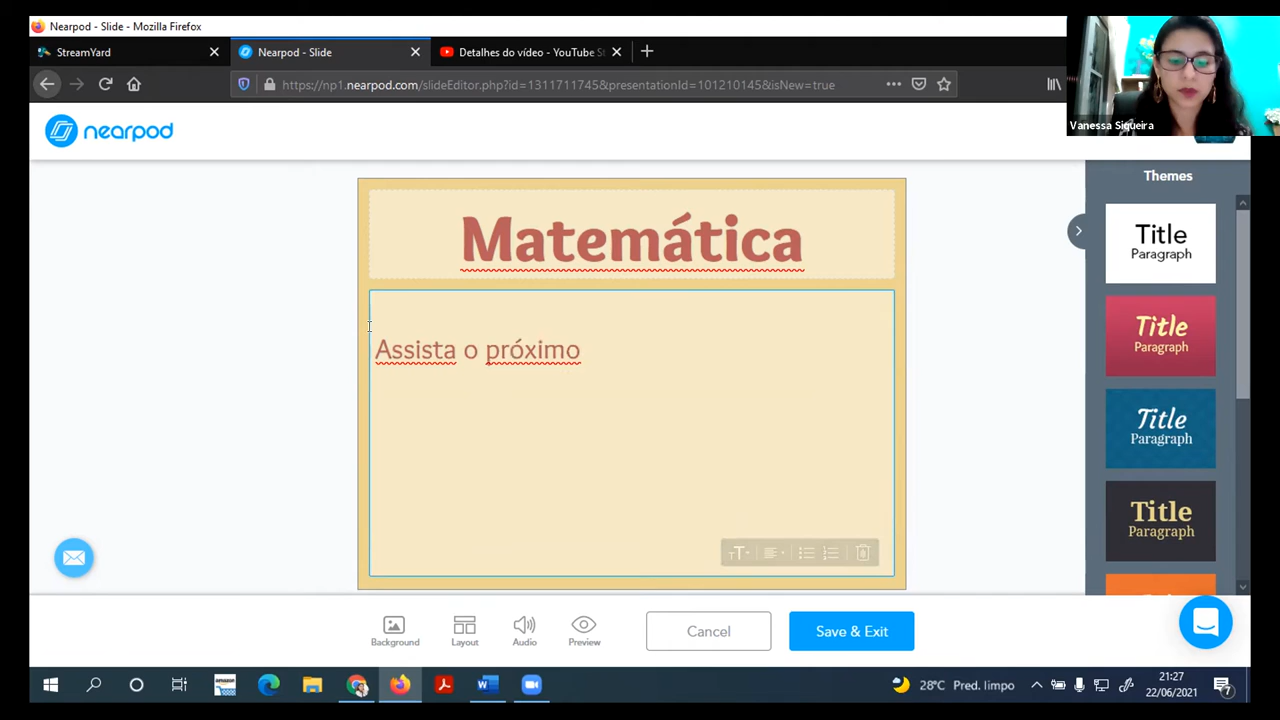 Nearpod - Slide - Mozilla Firefox
StreamYard
Nearpod - Slide
Detalhes do vídeo - YouTube St
https://np1.nearpod.com/slideEditor.php?id=1311711745&presentationId=101210145&isNew=true
Vanessa Siqueira
nearpod
Themes
Matemática
Assista o próximo
Title
Paragraph
Title
Paragraph
Title
Paragraph
Title
Paragraph
Background
Layout
Audio
Preview
Cancel
Save & Exit
28°C Pred. limpo
21:27
22/06/2021
7